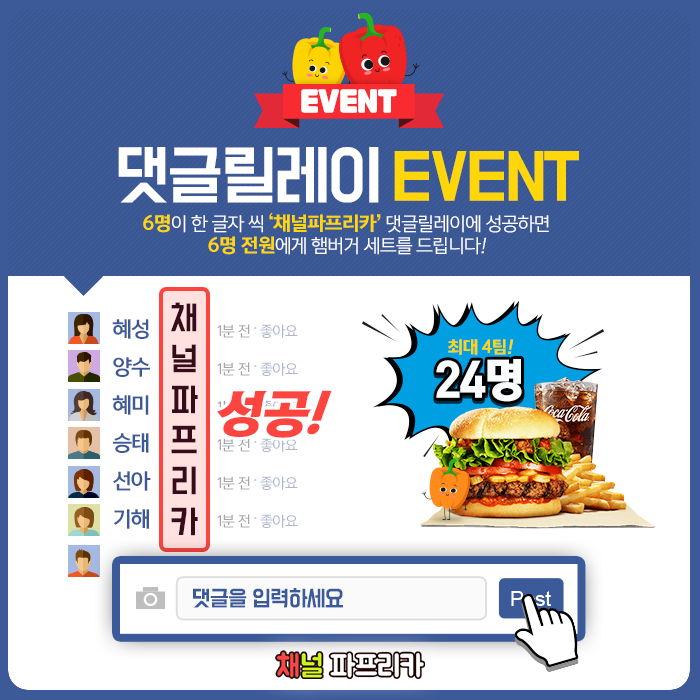 EVENT
댓글릴레이 EVENT
6명이 한 글자 씩 ‘채널파프리카’ 댓글릴레이에 성공하면
6명 전원에게 햄버거 세트를 드립니다!
혜성 채 1분 전 · 좋아요
양수 널 1분 전 · 좋아요
혜미 파
성공!
승태 프 1분 전 · 좋아요
선아 리 1분 전 · 좋아요
기해 카 1분 전 · 좋아요
최대 4팀!
24명
Coca-Cola
댓글을 입력하세요
Post
채널 파프리카